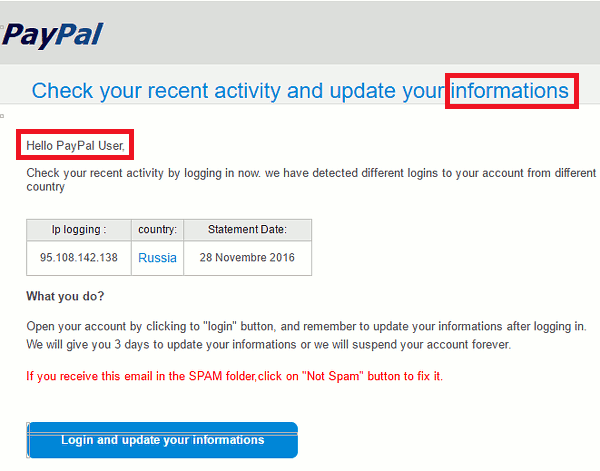 PayPal
Check your recent activity and update your informations
Hello PayPal User,
Check your recent activity by logging in now. we have detected different logins to your account from different
country
Ip logging : country: Statement Date:
95.108.142.138 Russia 28 Novembre 2016
What you do?
Open your account by clicking to "login" button, and remember to update your informations after logging in.
We will give you 3 days to update your informations or we will suspend your account forever.
If you receive this email in the SPAM folder,click on "Not Spam" button to fix it.
Login and update your informations